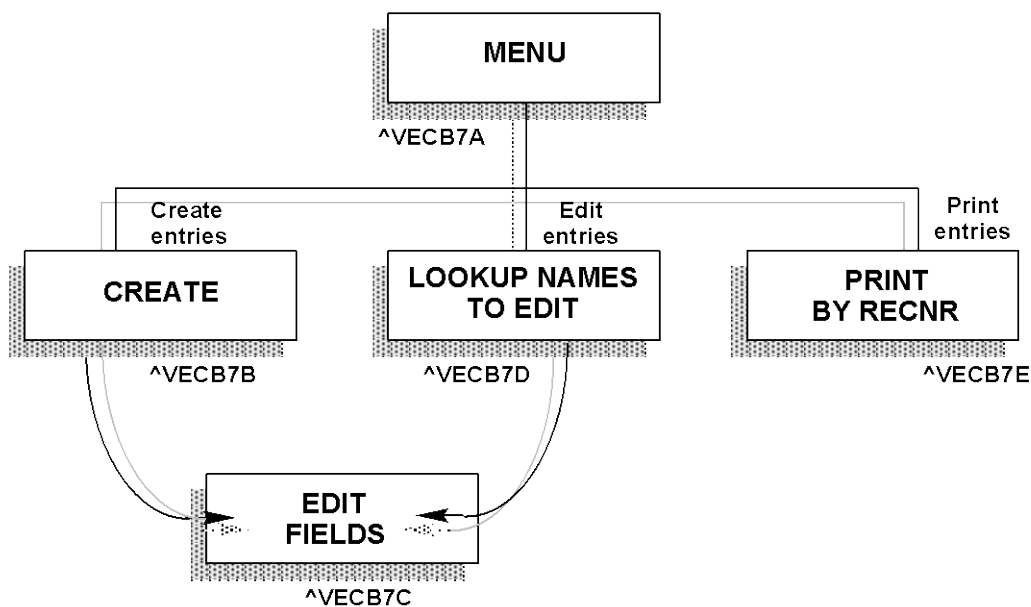 MENU
^VECB7A
Create
entries
Edit
entries
Print
entries
CREATE
LOOKUP NAMES
TO EDIT
PRINT
BY RECNR
^VECB7B
^VECB7D
^VECB7E
EDIT
FIELDS
^VECB7C